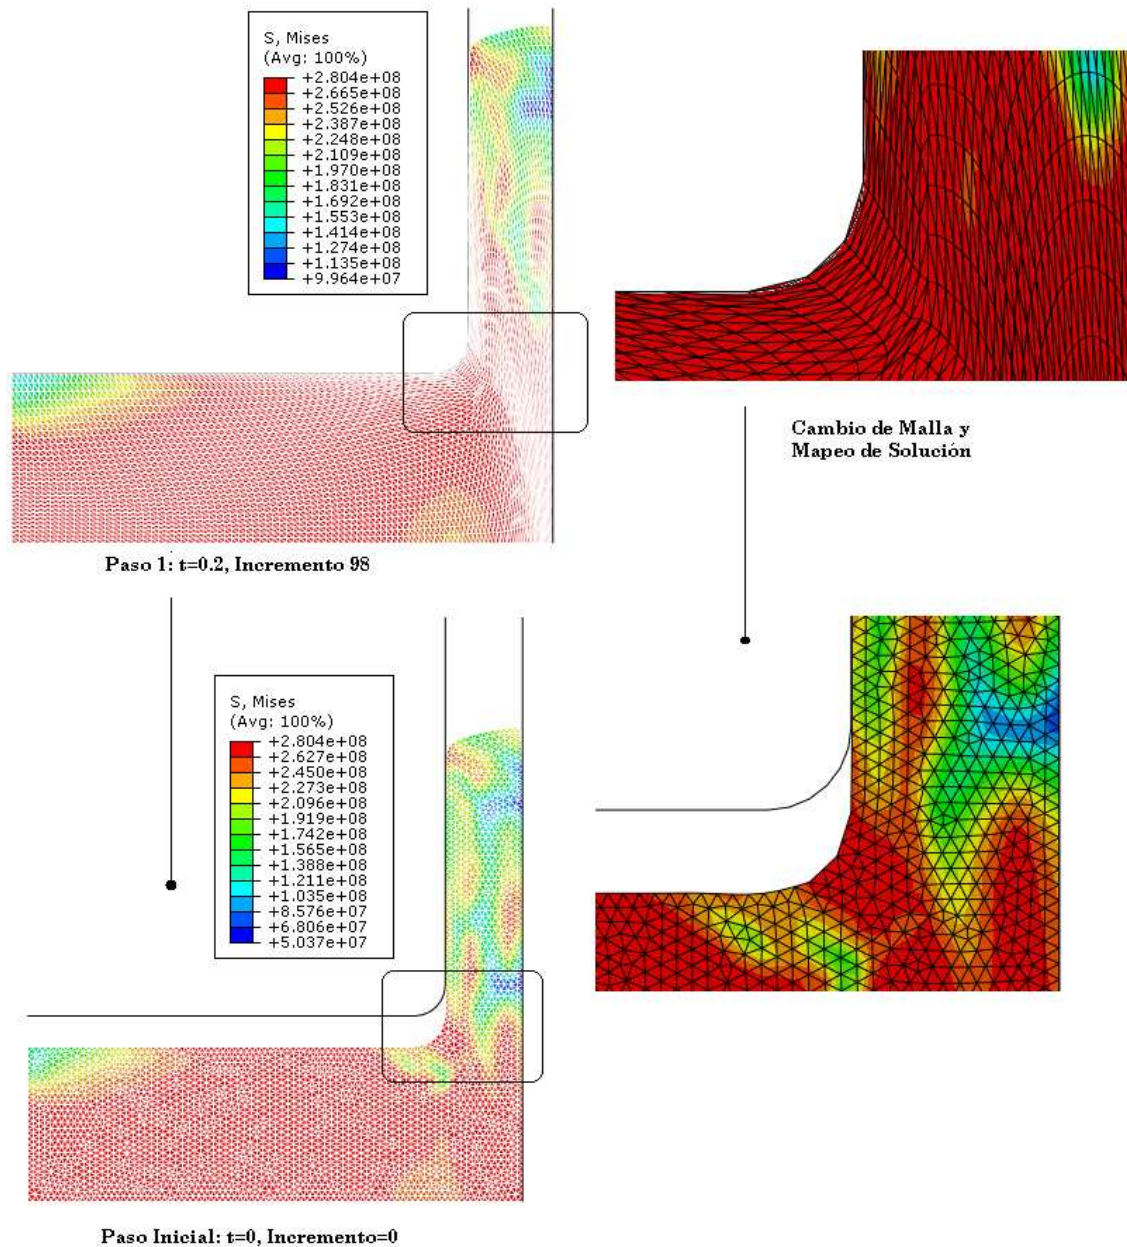 S, Mises
(Avg: 100%)
+2.804e+08
+2.665e+08
+2.526e+08
+2.387e+08
+2.248e+08
+2.109e+08
+1.970e+08
+1.831e+08
+1.692e+08
+1.553e+08
+1.414e+08
+1.274e+08
+1.135e+08
+9.964e+07
Cambio de Malla y
Mapeo de Solución
Paso 1: t=0.2, Incremento 98
S, Mises
(Avg: 100%)
+2.804e+08
+2.627e+08
+2.450e+08
+2.273e+08
+2.096e+08
+1.919e+08
+1.742e+08
+1.565e+08
+1.388e+08
+1.211e+08
+1.035e+08
+8.576e+07
+6.806e+07
+5.037e+07
Paso Inicial: t=0, Incremento=0